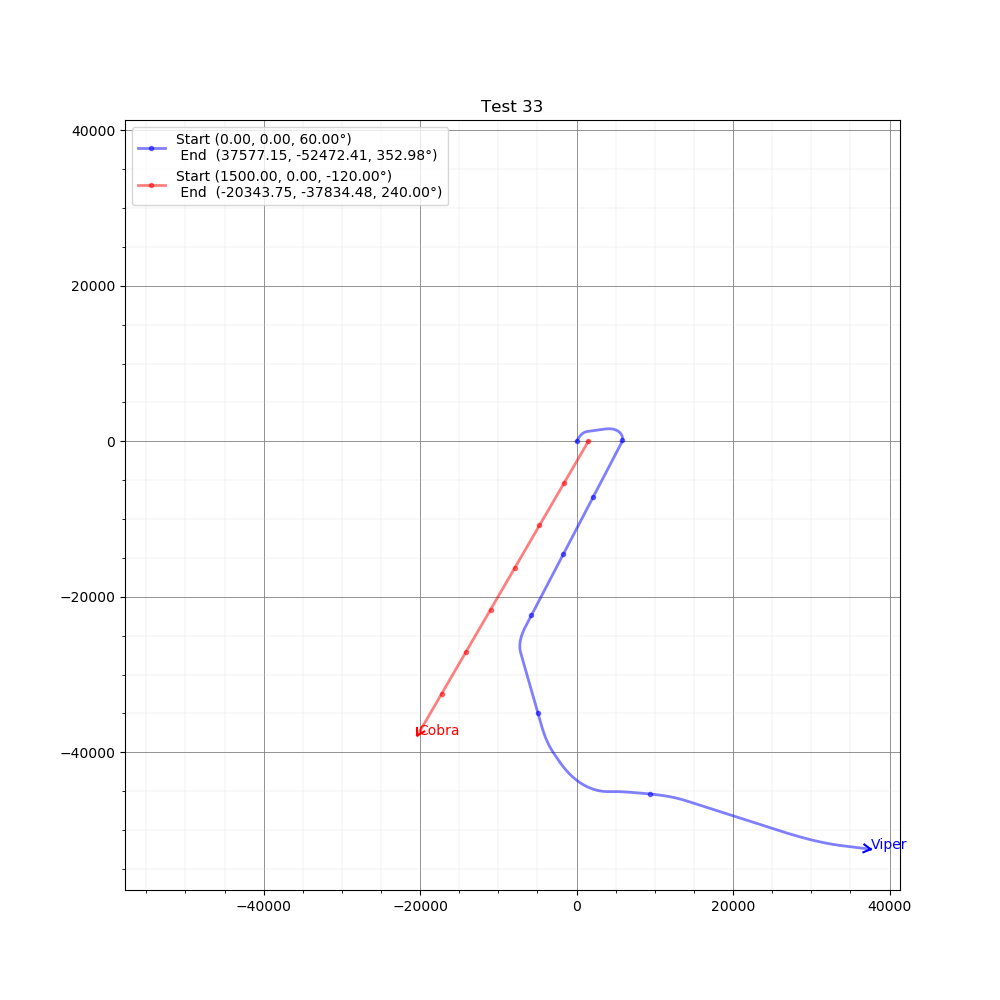 Test 33
Start (0.00, 0.00, 60.00°)
End (37577.15, -52472.41, 352.98°)
Start (1500.00, 0.00, -120.00°)
End (-20343.75, -37834.48, 240.00°)
40000
20000
0
−20000
−40000
Cobra
Viper
−40000
−20000
0
20000
40000